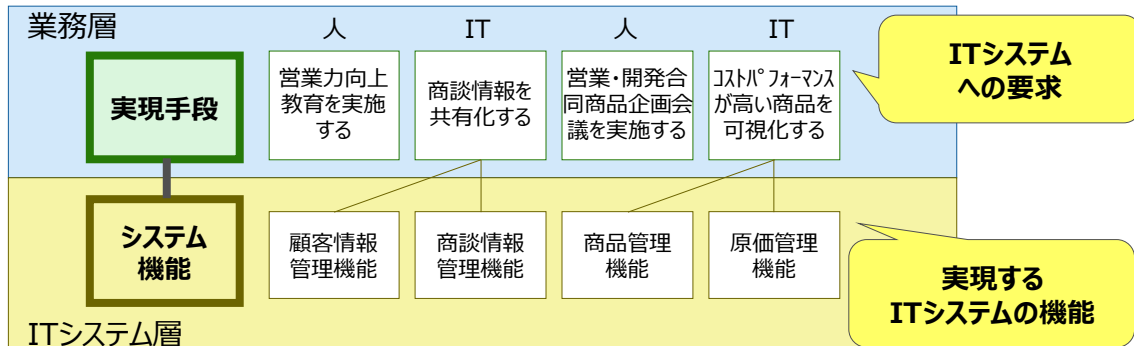 業務層
人
IT
人
IT
実現手段
営業力向上
教育を実施
する
商談情報を
共有化する
営業・開発合
同商品企画会
議を実施する
コストパフォーマンス
が高い商品を
可視化する
ITシステム
への要求
システム
機能
顧客情報
管理機能
商談情報
管理機能
商品管理
機能
原価管理
機能
実現する
ITシステムの機能
ITシステム層